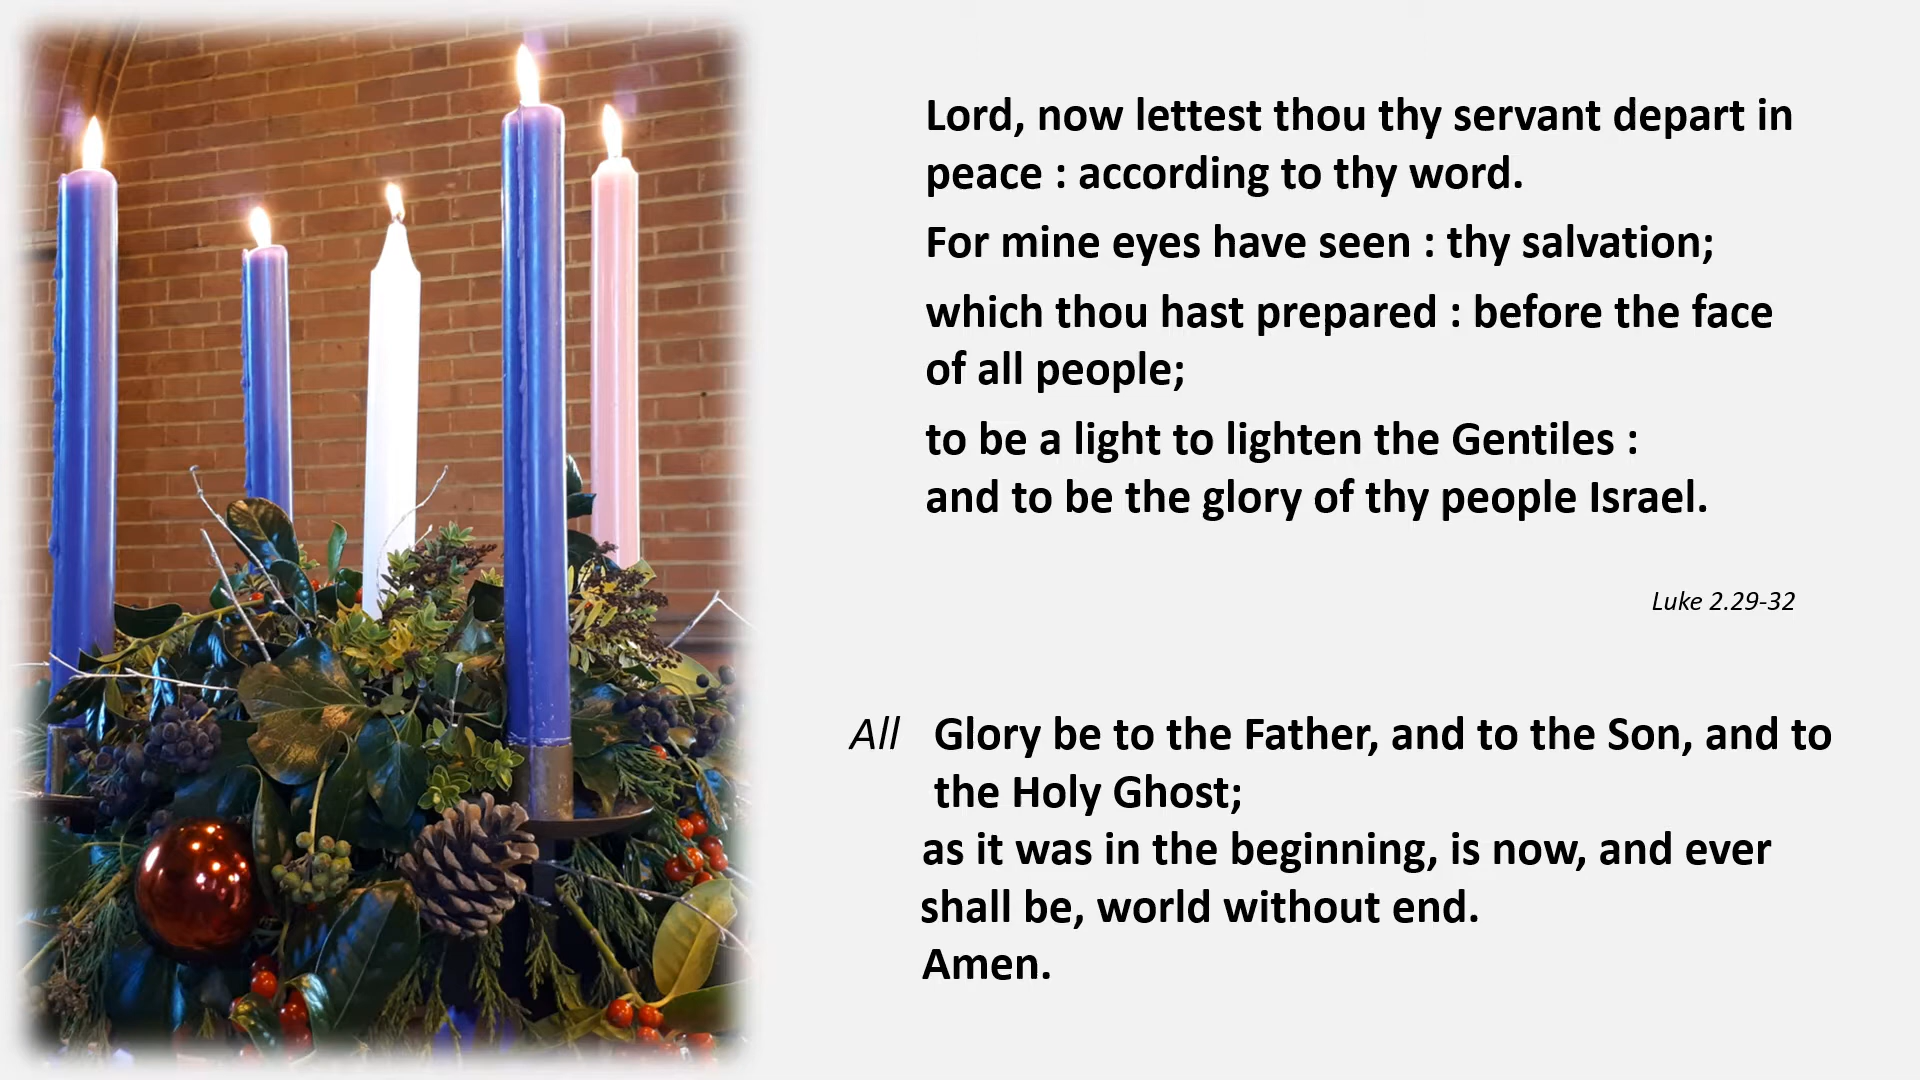 Lord, now lettest thou thy servant depart in
peace : according to thy word.
For mine eyes have seen : thy salvation;
which thou hast prepared : before the face
of all people;
to be a light to lighten the Gentiles :
and to be the glory of thy people Israel.
Luke 2.29-32
All Glory be to the Father, and to the Son, and to
the Holy Ghost;
as it was in the beginning, is now, and ever
shall be, world without end.
Amen.